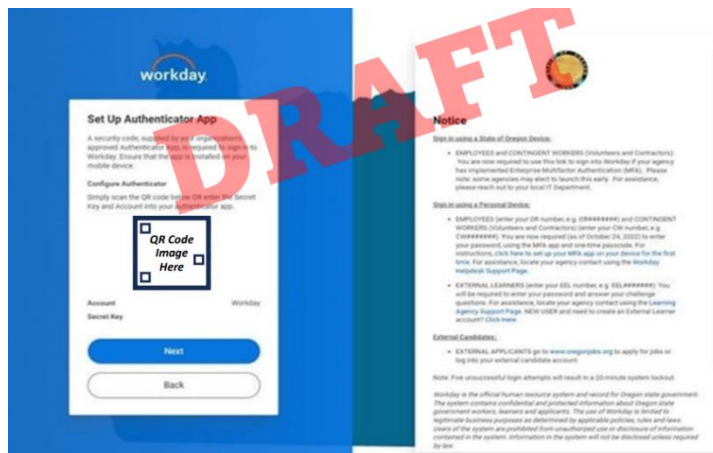 workday.
Set Up Authenticator App
A security code, supplied by your organization's
approved Authenticator App, is required to sign in to
Workday. Ensure that the app is installed on your
mobile device.
Configure Authenticator
Simply scan the QR code below OR enter the Secret
Key and Account into your authenticator app.
QR Code
Image
Here
Account Workday
Secret Key
Next
Back
DRAFT
Notice
Sign in using a State of Oregon Device:
• EMPLOYEES and CONTINGENT WORKERS (Volunteers and Contractors):
You are now required to use this link to sign into Workday if your agency
has implemented Enterprise Multifactor Authentication (MFA). Please
note: some agencies may elect to launch this early. For assistance,
please reach out to your local IT Department.
Sign in using a Personal Device:
• EMPLOYEES (enter your OR number, e.g. OR#######) and CONTINGENT
WORKERS (Volunteers and Contractors) (enter your CW number, e.g.
CW#######). You are now required (as of October 24, 2022) to enter
your password, using the MFA app and one-time passcode. For
instructions, click here to set up your MFA app on your device for the first
time. For assistance, locate your agency contact using the Workday
Helpdesk Support Page.
• EXTERNAL LEARNERS (enter your EEL number, e.g. EEL#######): You
will be required to enter your password and answer your challenge
questions. For assistance, locate your agency contact using the Learning
Agency Support Page. NEW USER and need to create an External Learner
account? Click Here
External Candidates:
• EXTERNAL APPLICANTS go to www.oregonjobs.org to apply for jobs or
log into your external candidate account.
Note: Five unsuccessful login attempts will result in a 20-minute system lockout.
Workday is the official human resource system and record for Oregon state government.
The system contains confidential and protected information about Oregon state
government workers, learners and applicants. The use of Workday is limited to
legitimate business purposes as determined by applicable policies, rules and laws.
Users of the system are prohibited from unauthorized use or disclosure of information
contained in the system. Information in the system will not be disclosed unless required
by law.